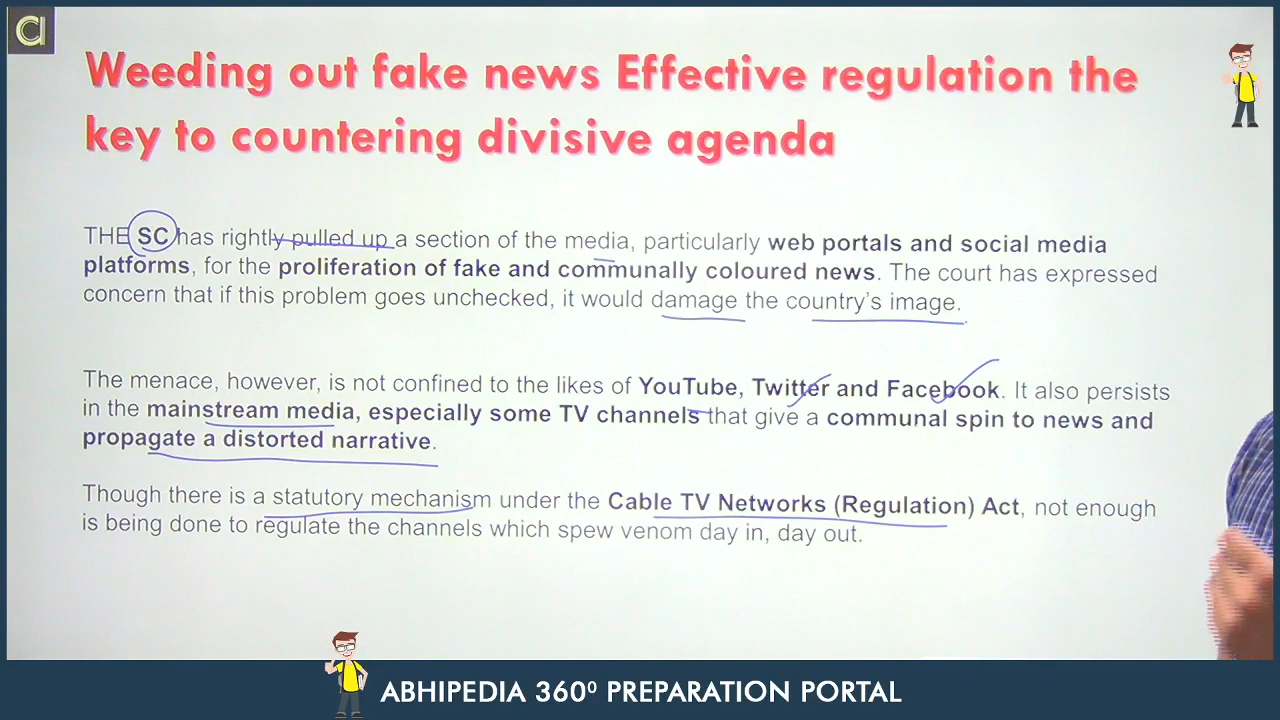 a
Weeding out fake news Effective regulation the
key to countering divisive agenda
THE SC has rightly pulled up a section of the media, particularly web portals and social media
platforms, for the proliferation of fake and communally coloured news. The court has expressed
concern that if this problem goes unchecked, it would damage the country's image.
The menace, however, is not confined to the likes of YouTube, Twitter and Facebook. It also persists
in the mainstream media, especially some TV channels that give a communal spin to news and
propagate a distorted narrative.
Though there is a statutory mechanism under the Cable TV Networks (Regulation) Act, not enough
is being done to regulate the channels which spew venom day in, day out.
ABHIPEDIA 360⁰ PREPARATION PORTAL